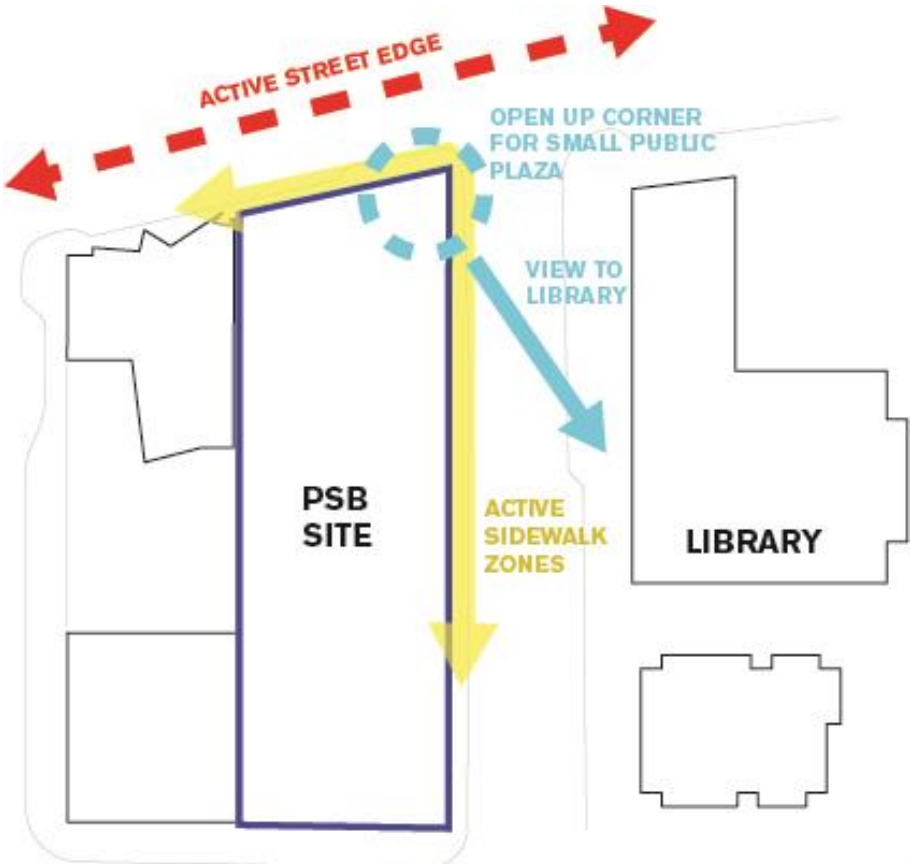 ACTIVE STREET EDGE
OPEN UP CORNER
FOR SMALL PUBLIC
PLAZA
VIEW TO
LIBRARY
PSB
SITE
ACTIVE
SIDEWALK
ZONES
LIBRARY